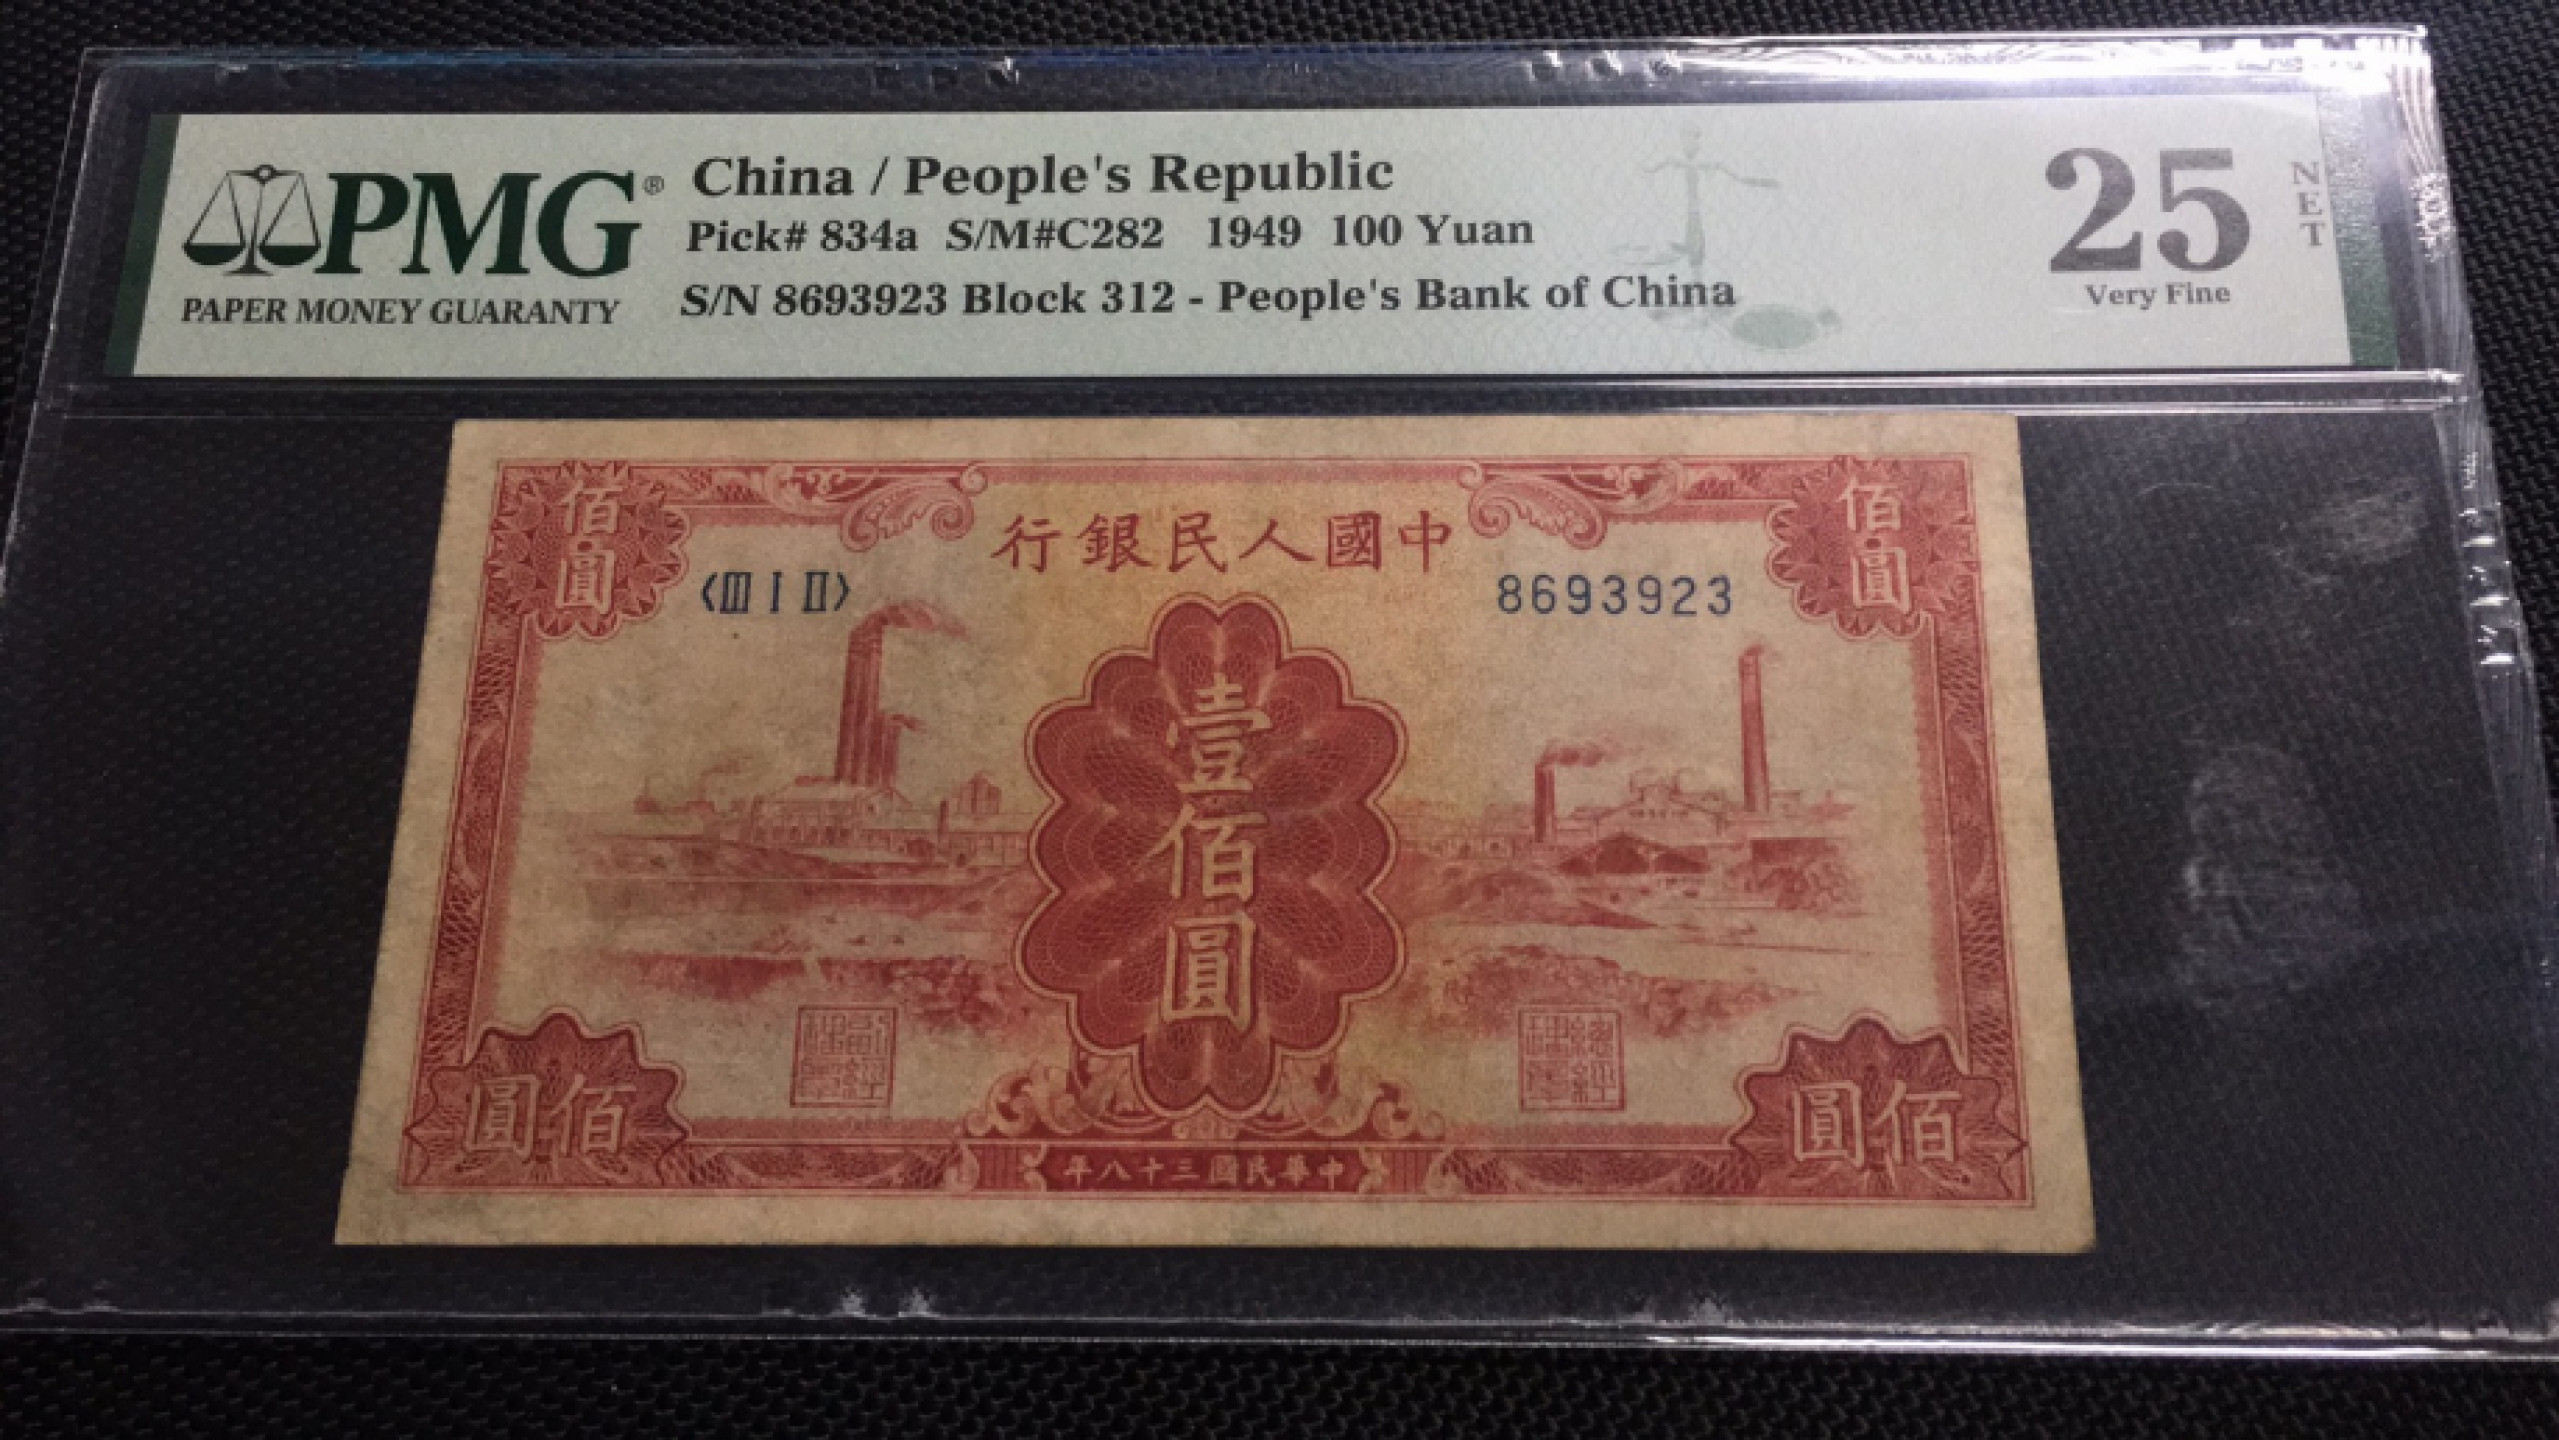 PMG®
PAPER MONEY GUARANTY
China / People's Republic
Pick# 834a S/M#C282 1949 100 Yuan
S/N 8693923 Block 312 - People's Bank of China
25
NET
Very Fine
佰圓
行銀民人國中
佰圓
〈III I II〉
8693923
壹佰圓
圓佰
圓佰
年八十三國民華中